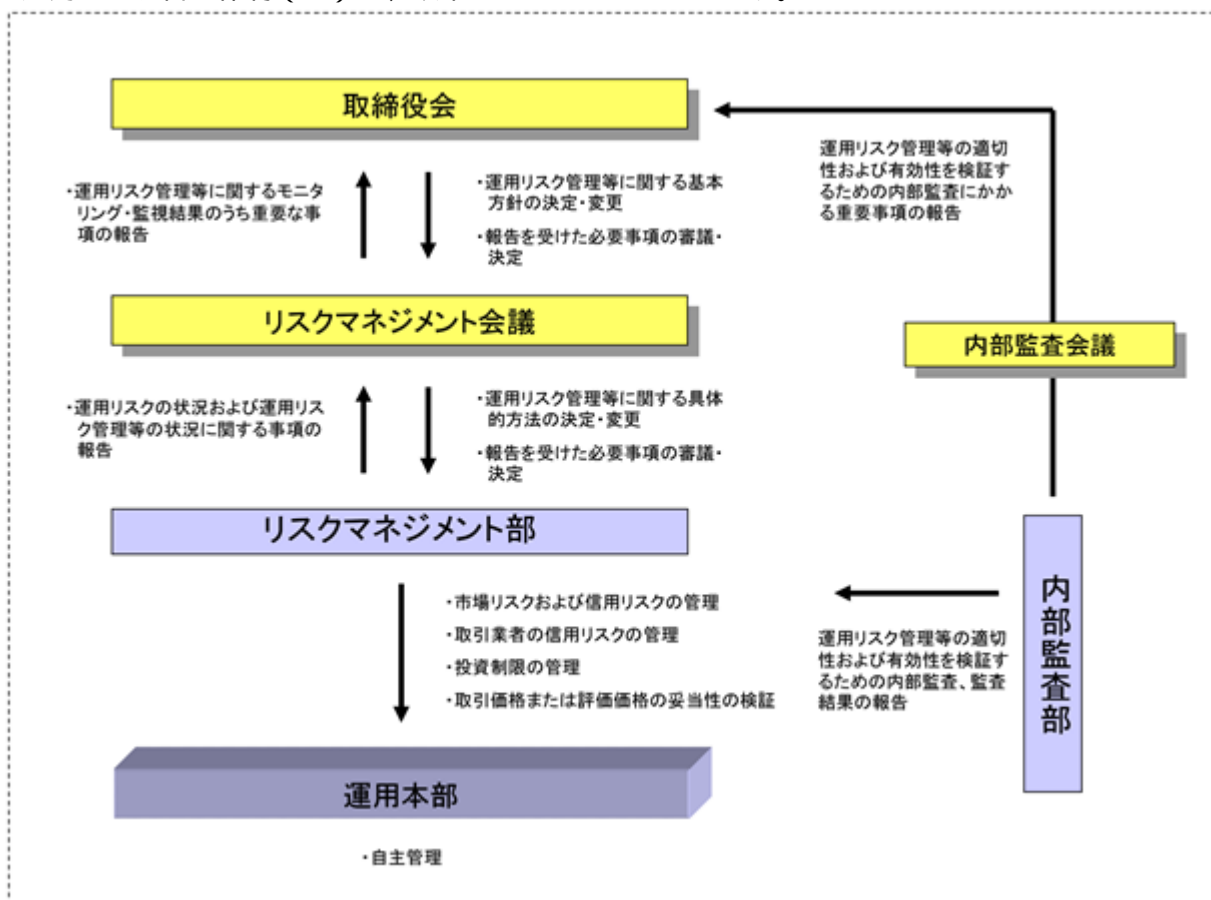 取締役会
・運用リスク管理等に関するモニ
タリング・監視結果のうち重要な事
項の報告
・運用リスク管理等に関する基本
方針の決定・変更
・報告を受けた必要事項の審議・
決定
運用リスク管理等の適切
性および有効性を検証す
るための内部監査にかか
る重要事項の報告
リスクマネジメント会議
内部監査会議
・運用リスクの状況および運用リス
ク管理等の状況に関する事項の
報告
・運用リスク管理等に関する具体
的方法の決定・変更
・報告を受けた必要事項の審議・
決定
リスクマネジメント部
・市場リスクおよび信用リスクの管理
・取引業者の信用リスクの管理
・投資制限の管理
・取引価格または評価価格の妥当性の検証
運用リスク管理等の適切
性および有効性を検証す
るための内部監査、監査
結果の報告
内部監査部
運用本部
・自主管理